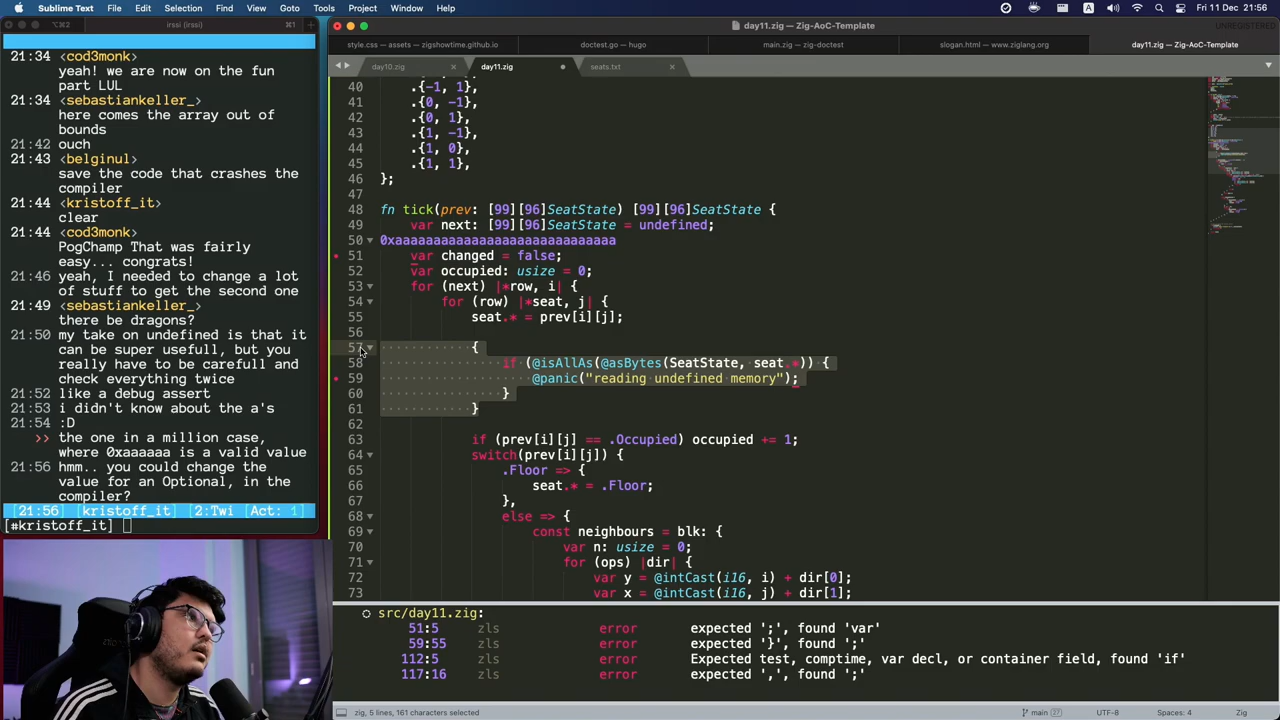 Sublime Text File Edit Selection Find View Goto Tools Project Window Help
Fri 11 Dec 21:56
⌥⌘2 irssi (irssi) ⌘1
21:34 <cod3monk>
yeah! we are now on the fun
part LUL
21:34 <sebastiankeller_>
here comes the array out of
bounds
21:42 ouch
21:43 <belginul>
save the code that crashes the
compiler
21:44 <kristoff_it>
clear
21:44 <cod3monk>
PogChamp That was fairly
easy... congrats!
21:46 yeah, I needed to change a lot
of stuff to get the second one
21:49 <sebastiankeller_>
there be dragons?
21:50 my take on undefined is that it
can be super usefull, but you
really have to be carefull and
check everything twice
21:52 like a debug assert
21:53 i didn't know about the a's
21:54 :D
>> the one in a million case,
where 0xaaaaaa is a valid value
21:56 hmm.. you could change the
value for an Optional, in the
compiler?
[21:56] [kristoff_it] [2:Twi [Act: 1]
[#kristoff_it]
day11.zig — Zig-AoC-Template
UNREGISTERED
style.css — assets — zigshowtime.github.io doctest.go — hugo main.zig — zig-doctest slogan.html — www.ziglang.org day11.zig — Zig-AoC-Template
day10.zig day11.zig seats.txt
40 .{-1, 1},
41 .{0, -1},
42 .{0, 1},
43 .{1, -1},
44 .{1, 0},
45 .{1, 1},
46 };
47
48 fn tick(prev: [99][96]SeatState) [99][96]SeatState {
49 var next: [99][96]SeatState = undefined;
50 0xaaaaaaaaaaaaaaaaaaaaaaaaaaaaa
51 var changed = false;
52 var occupied: usize = 0;
53 for (next) |*row, i| {
54 for (row) |*seat, j| {
55 seat.* = prev[i][j];
56
57 {
58 if (@isAllAs(@asBytes(SeatState, seat.*)) {
59 @panic("reading undefined memory");
60 }
61 }
62
63 if (prev[i][j] == .Occupied) occupied += 1;
64 switch(prev[i][j]) {
65 .Floor => {
66 seat.* = .Floor;
67 },
68 else => {
69 const neighbours = blk: {
70 var n: usize = 0;
71 for (ops) |dir| {
72 var y = @intCast(i16, i) + dir[0];
73 var x = @intCast(i16, j) + dir[1];
src/day11.zig:
51:5 zls error expected ';', found 'var'
59:55 zls error expected '}', found ';'
112:5 zls error Expected test, comptime, var decl, or container field, found 'if'
117:16 zls error expected ',', found ';'
zig, 5 lines, 161 characters selected
main 27 UTF-8 Spaces: 4 Zig